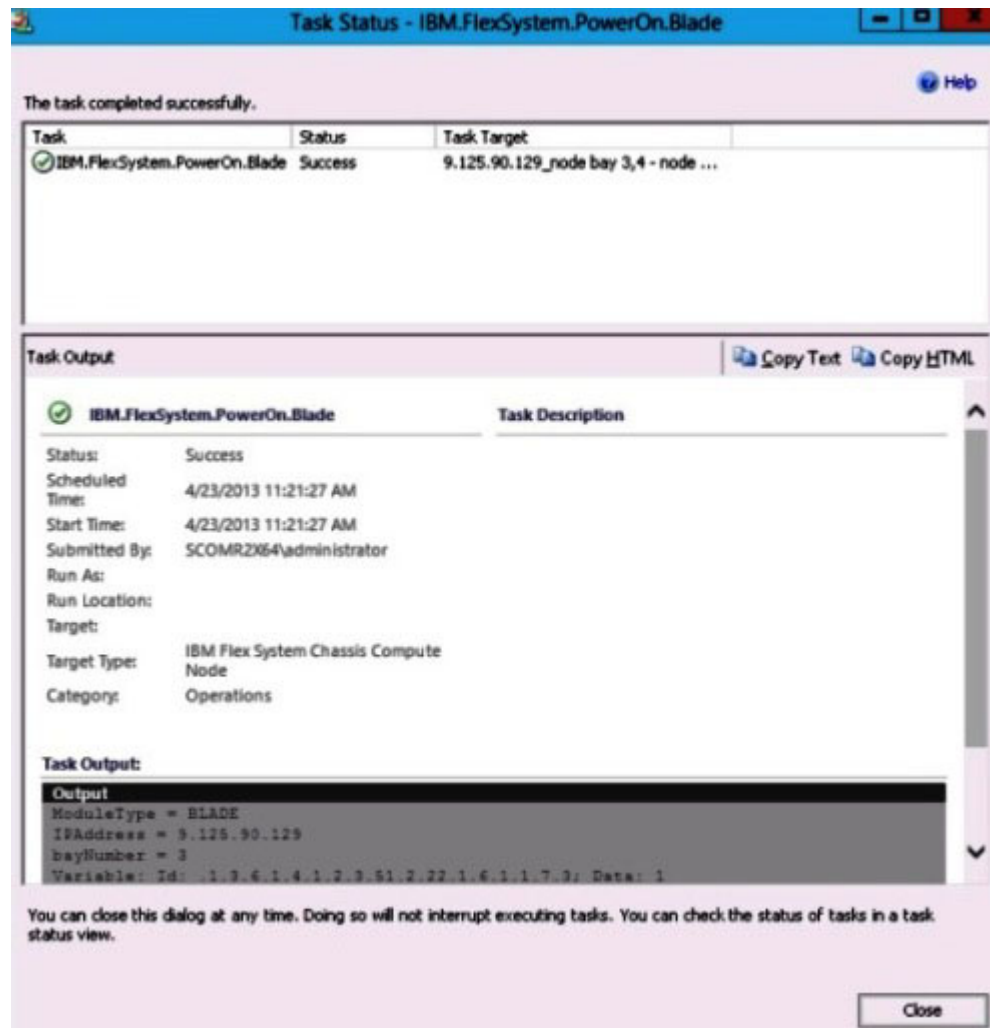 Task Status - IBM.FlexSystem.PowerOn.Blade
Help
The task completed successfully.
Task Status Task Target
IBM.FlexSystem.PowerOn.Blade Success 9.125.90.129_node bay 3,4 - node ...
Task Output Copy Text Copy HTML
IBM.FlexSystem.PowerOn.Blade Task Description
Status: Success
Scheduled
Time: 4/23/2013 11:21:27 AM
Start Time: 4/23/2013 11:21:27 AM
Submitted By: SCOMR2X64\administrator
Run As:
Run Location:
Target:
Target Type: IBM Flex System Chassis Compute
Node
Category: Operations
Task Output:
Output
ModuleType = BLADE
IPAddress = 9.125.90.129
bayNumber = 3
Variable: Id: .1.3.6.1.4.1.2.3.51.2.22.1.6.1.1.7.3; Data: 1
You can close this dialog at any time. Doing so will not interrupt executing tasks. You can check the status of tasks in a task
status view.
Close